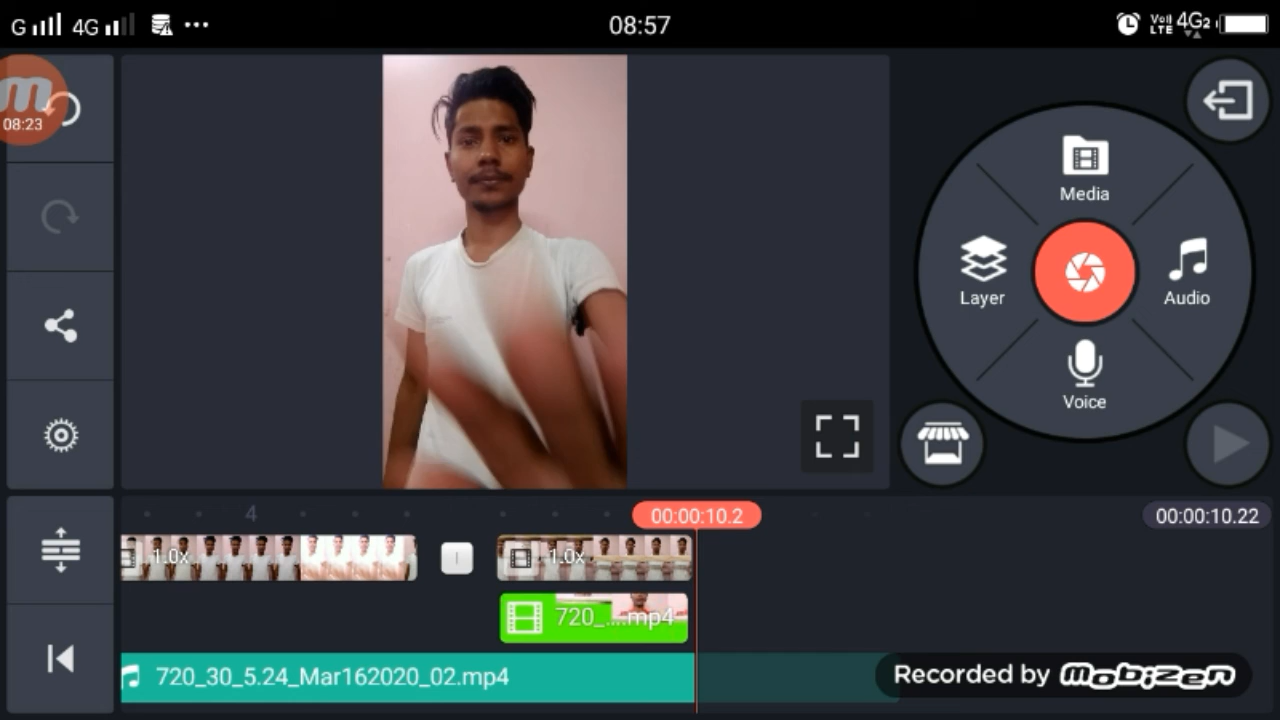 G 4G 08:57 Voll LTE 4G2
m
08:23
Media
Layer
Audio
Voice
4
00:00:10.2
00:00:10.22
1.0x
1.0x
720_....mp4
720_30_5.24_Mar162020_02.mp4
Recorded by mobizen